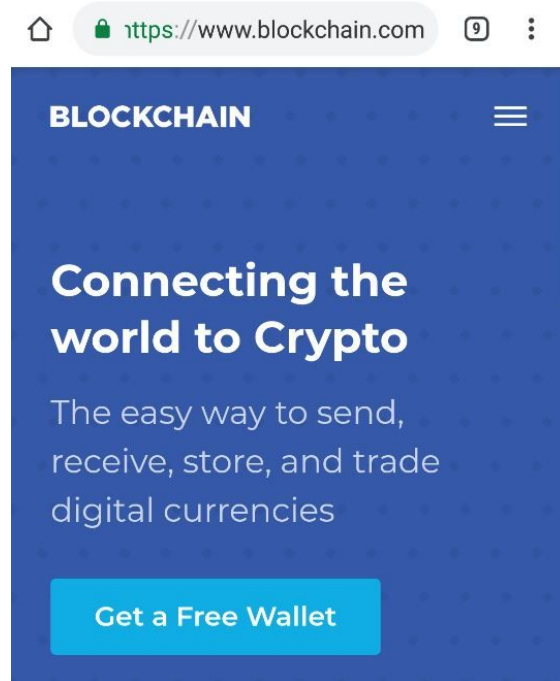 https://www.blockchain.com 9
BLOCKCHAIN
Connecting the
world to Crypto
The easy way to send,
receive, store, and trade
digital currencies
Get a Free Wallet